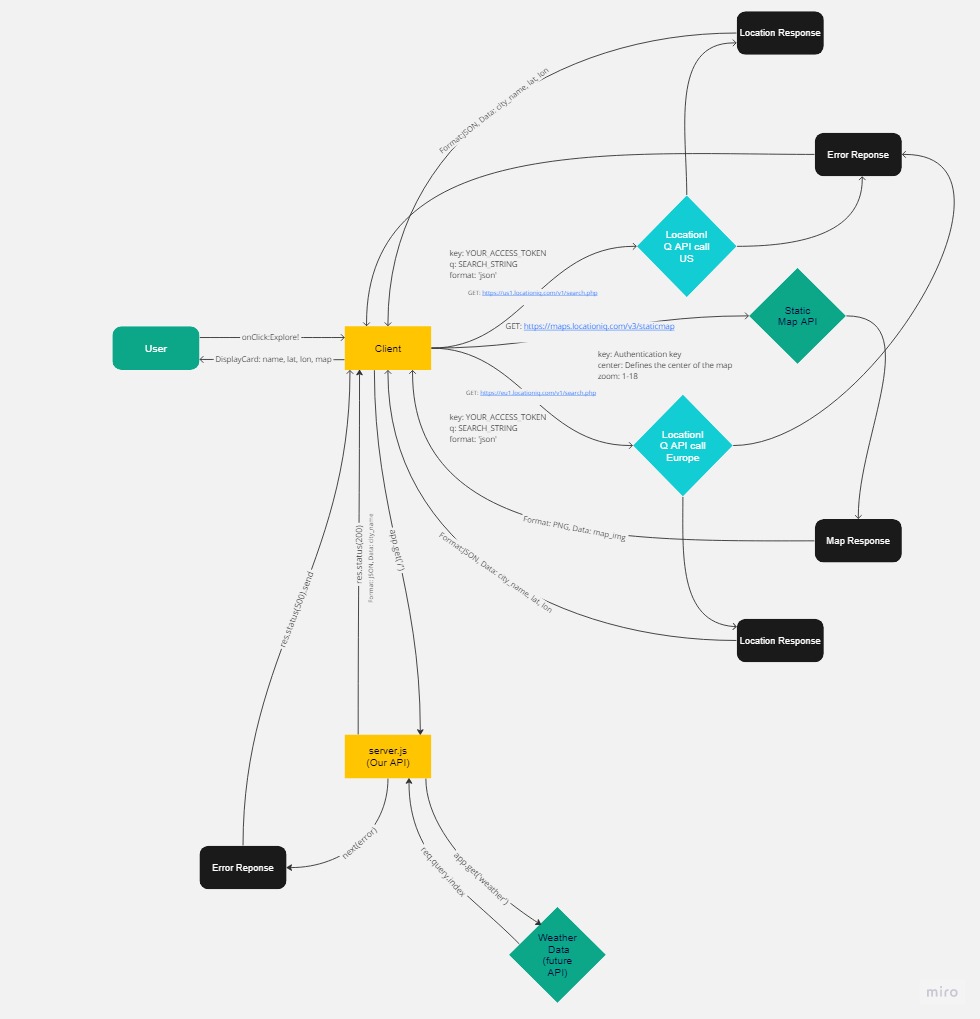 Location Response
Format:JSON, Data: city_name, lat, lon
Error Reponse
LocationI
Q API call
US
key: YOUR_ACCESS_TOKEN
q: SEARCH_STRING
format: 'json'
GET: https://us1.locationiq.com/v1/search.php
Static
Map API
GET: https://maps.locationiq.com/v3/staticmap
User
onClick:Explore!
DisplayCard: name, lat, lon, map
Client
key: Authentication key
center: Defines the center of the map
zoom: 1-18
GET: https://eu1.locationiq.com/v1/search.php
key: YOUR_ACCESS_TOKEN
q: SEARCH_STRING
format: 'json'
LocationI
Q API call
Europe
Format: PNG, Data: map_img
Map Response
res.status(200)
Format: JSON, Data: city_name
app.get('/')
Format:JSON, Data: city_name, lat, lon
res.status(500).send
Location Response
server.js
(Our API)
next(error)
Error Reponse
req.query.index
app.get('weather')
Weather
Data
(future
API)
miro